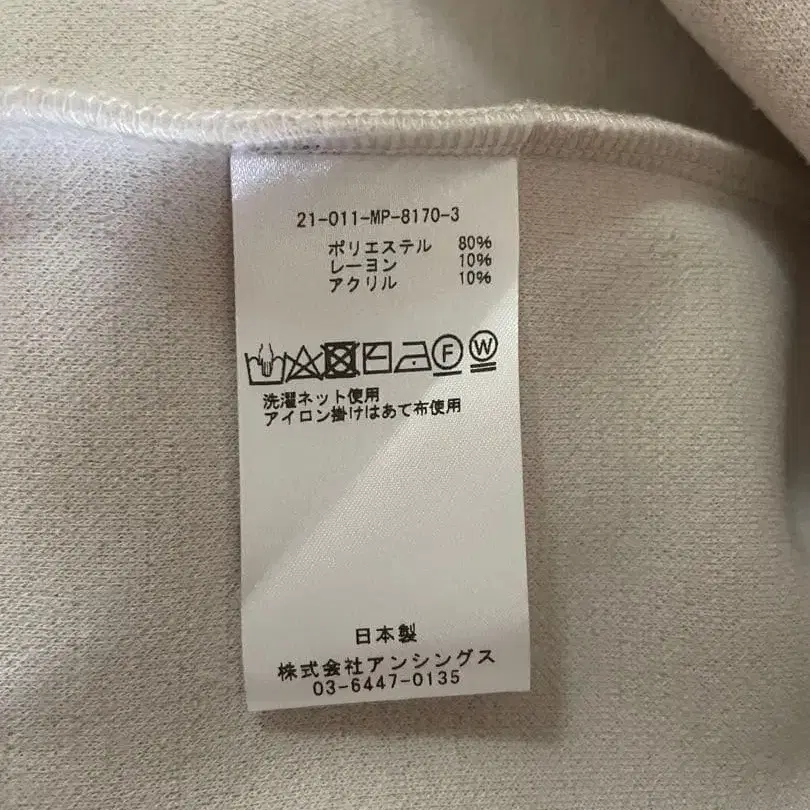 21-011-MP-8170-3
ポリエステル 80%
レーヨン 10%
アクリル 10%
F W
洗濯ネット使用
アイロン掛けはあて布使用
日本製
株式会社アンシングス
03-6447-0135